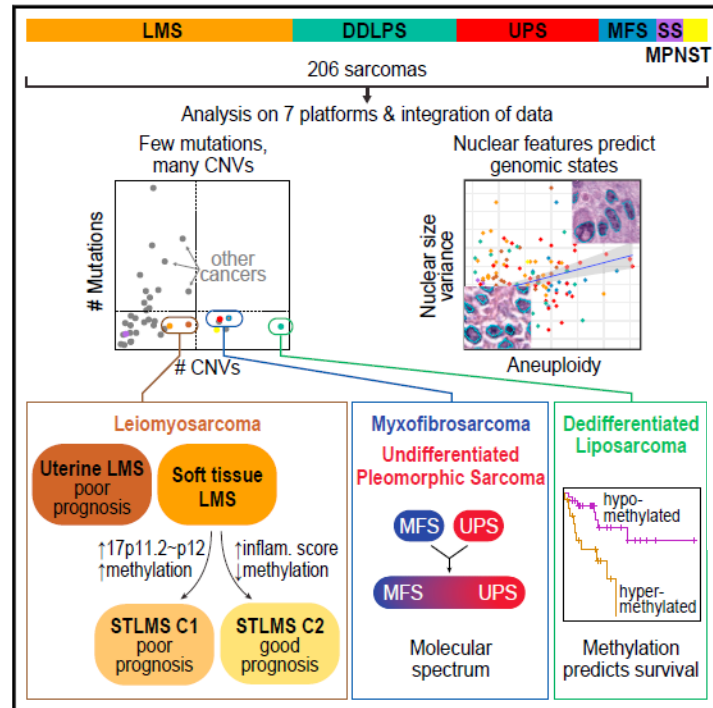 LMS DDLPS UPS MFS SS
MPNST
206 sarcomas
Analysis on 7 platforms & integration of data
Few mutations,
many CNVs
# Mutations
other
cancers
# CNVs
Nuclear features predict
genomic states
Nuclear size
variance
Aneuploidy
Leiomyosarcoma
Uterine LMS
poor
prognosis
Soft tissue
LMS
↑17p11.2~p12
↑methylation
↑inflam. score
↓methylation
STLMS C1
poor
prognosis
STLMS C2
good
prognosis
Myxofibrosarcoma
Undifferentiated
Pleomorphic Sarcoma
MFS UPS
MFS UPS
Molecular
spectrum
Dedifferentiated
Liposarcoma
hypo-
methylated
hyper-
methylated
Methylation
predicts survival